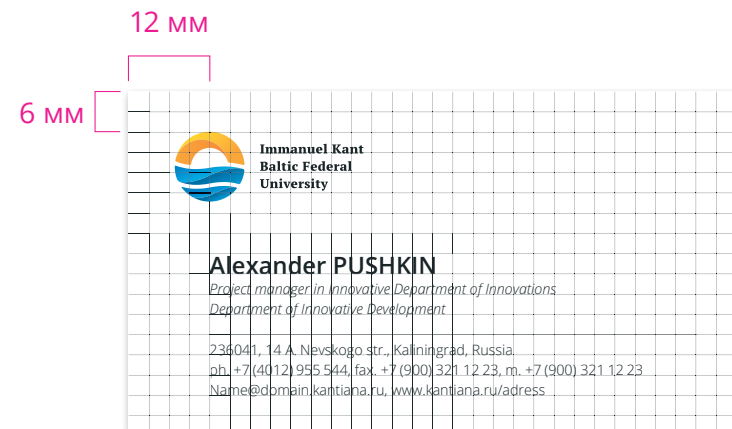 12 мм
6 мм
Immanuel Kant
Baltic Federal
University
Alexander PUSHKIN
Project manager in Innovative Department of Innovations
Department of Innovative Development
236041, 14 A. Nevskogo str., Kaliningrad, Russia
ph. +7 (4012) 955 544, fax. +7 (900) 321 12 23, m. +7 (900) 321 12 23
Name@domain.kantiana.ru, www.kantiana.ru/adress